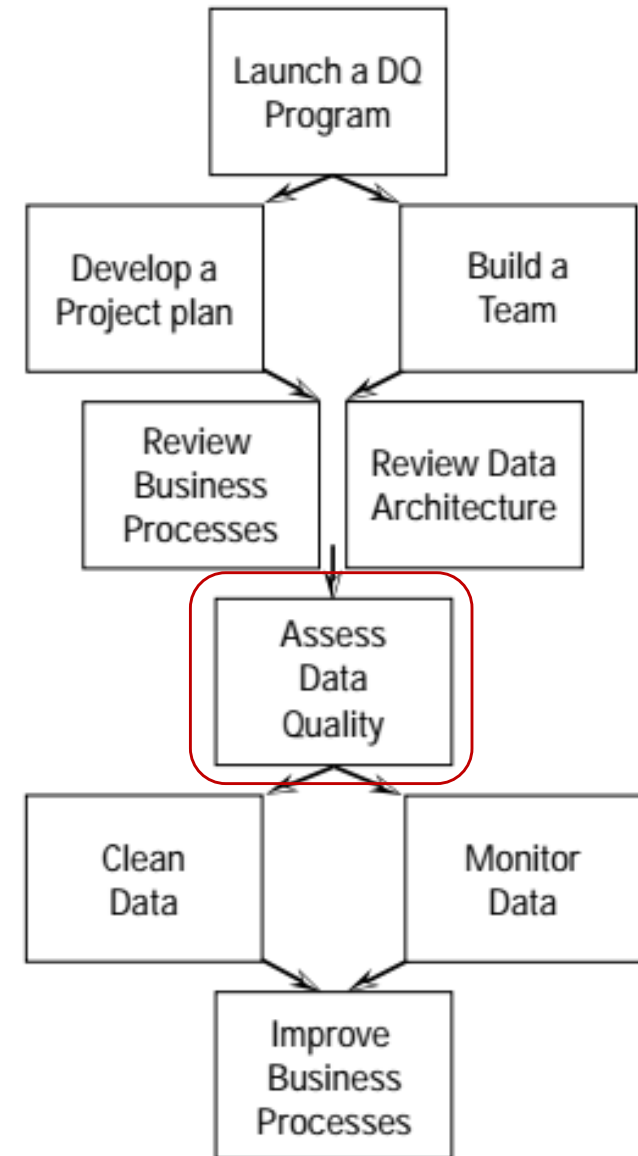 Launch a DQ
Program
Develop a
Project plan
Build a
Team
Review
Business
Processes
Review Data
Architecture
Assess
Data
Quality
Clean
Data
Monitor
Data
Improve
Business
Processes